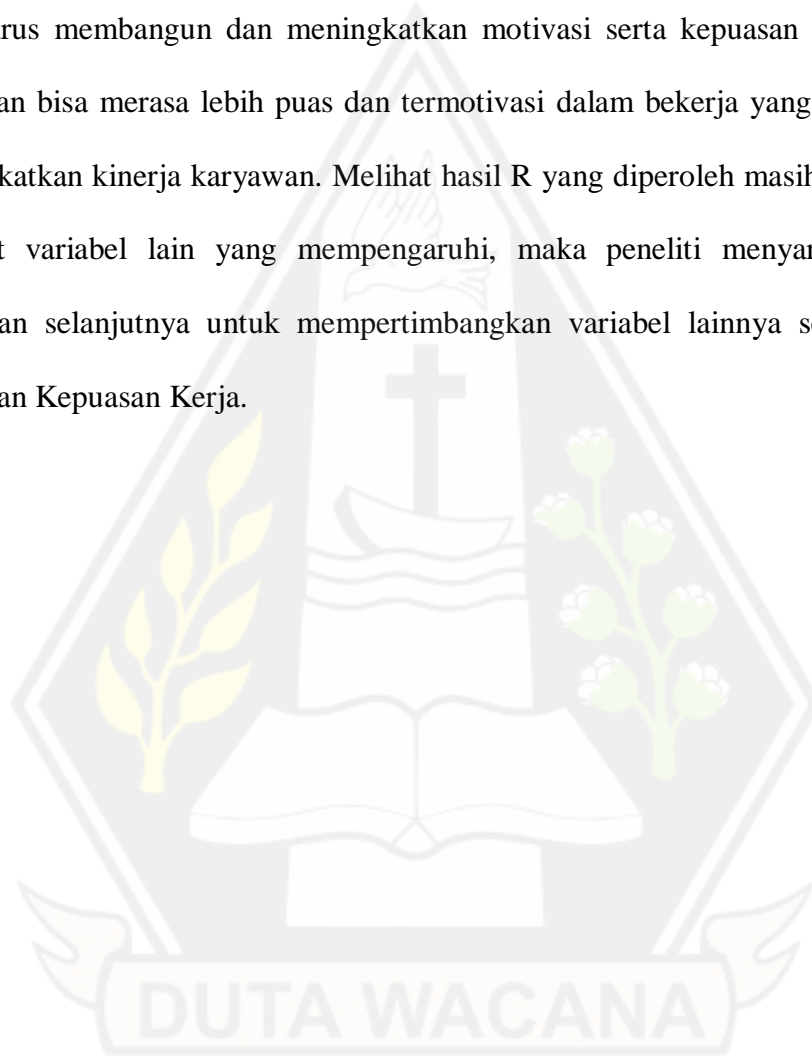 rus membangun dan meningkatkan motivasi serta kepuasan
an bisa merasa lebih puas dan termotivasi dalam bekerja yang
katkan kinerja karyawan. Melihat hasil R yang diperoleh masih
t variabel lain yang mempengaruhi, maka peneliti menyar
an selanjutnya untuk mempertimbangkan variabel lainnya s
an Kepuasan Kerja.
DUTA WACANA